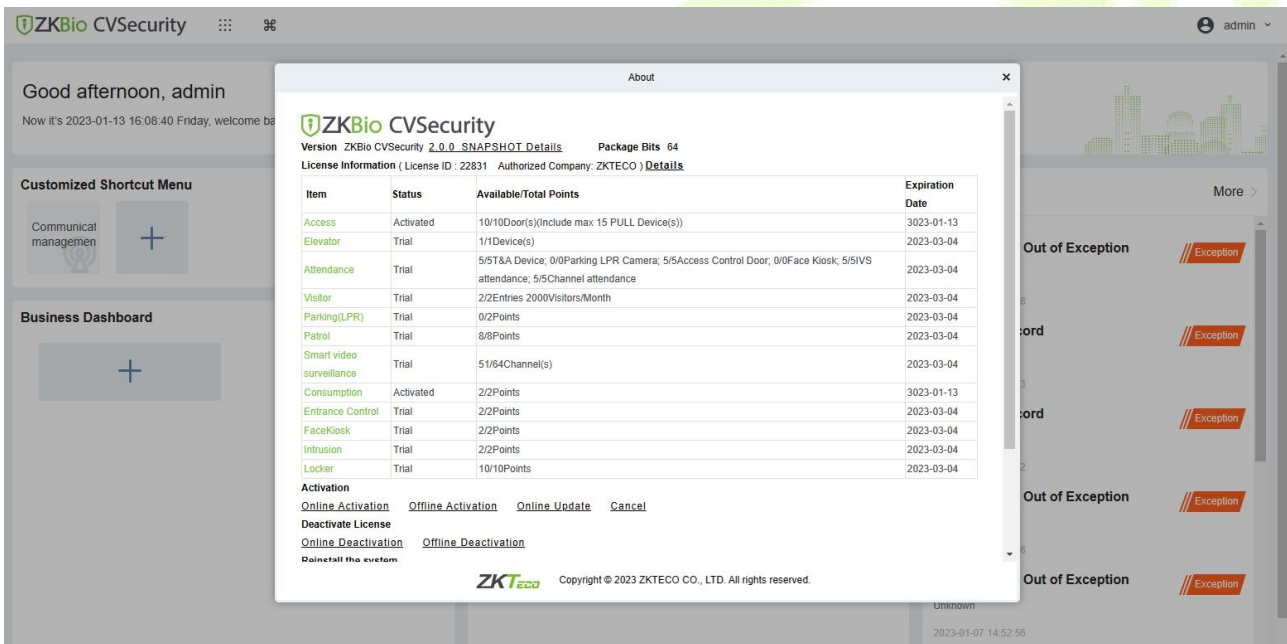 ZKBio CVSecurity
admin
Good afternoon, admin
Now it's 2023-01-13 16:08:40 Friday, welcome ba
Customized Shortcut Menu
Communicat
managemen
Business Dashboard
About
ZKBio CVSecurity
Version ZKBio CVSecurity 2.0.0_SNAPSHOT Details Package Bits 64
License Information ( License ID : 22831 Authorized Company: ZKTECO ) Details
Item Status Available/Total Points Expiration Date
Access Activated 10/10Door(s)(Include max 15 PULL Device(s)) 3023-01-13
Elevator Trial 1/1Device(s) 2023-03-04
Attendance Trial 5/5T&A Device; 0/0Parking LPR Camera; 5/5Access Control Door; 0/0Face Kiosk; 5/5IVS
attendance; 5/5Channel attendance 2023-03-04
Visitor Trial 2/2Entries 2000Visitors/Month 2023-03-04
Parking(LPR) Trial 0/2Points 2023-03-04
Patrol Trial 8/8Points 2023-03-04
Smart video
surveillance Trial 51/64Channel(s) 2023-03-04
Consumption Activated 2/2Points 3023-01-13
Entrance Control Trial 2/2Points 2023-03-04
FaceKiosk Trial 2/2Points 2023-03-04
Intrusion Trial 2/2Points 2023-03-04
Locker Trial 10/10Points 2023-03-04
Activation
Online Activation Offline Activation Online Update Cancel
Deactivate License
Online Deactivation Offline Deactivation
Reinstall the system
ZKTeco Copyright © 2023 ZKTECO CO., LTD. All rights reserved.
More
Out of Exception
Exception
8
ord
Exception
3
ord
Exception
2
Out of Exception
Exception
6
Out of Exception
Exception
Unknown
2023-01-07 14:52:56